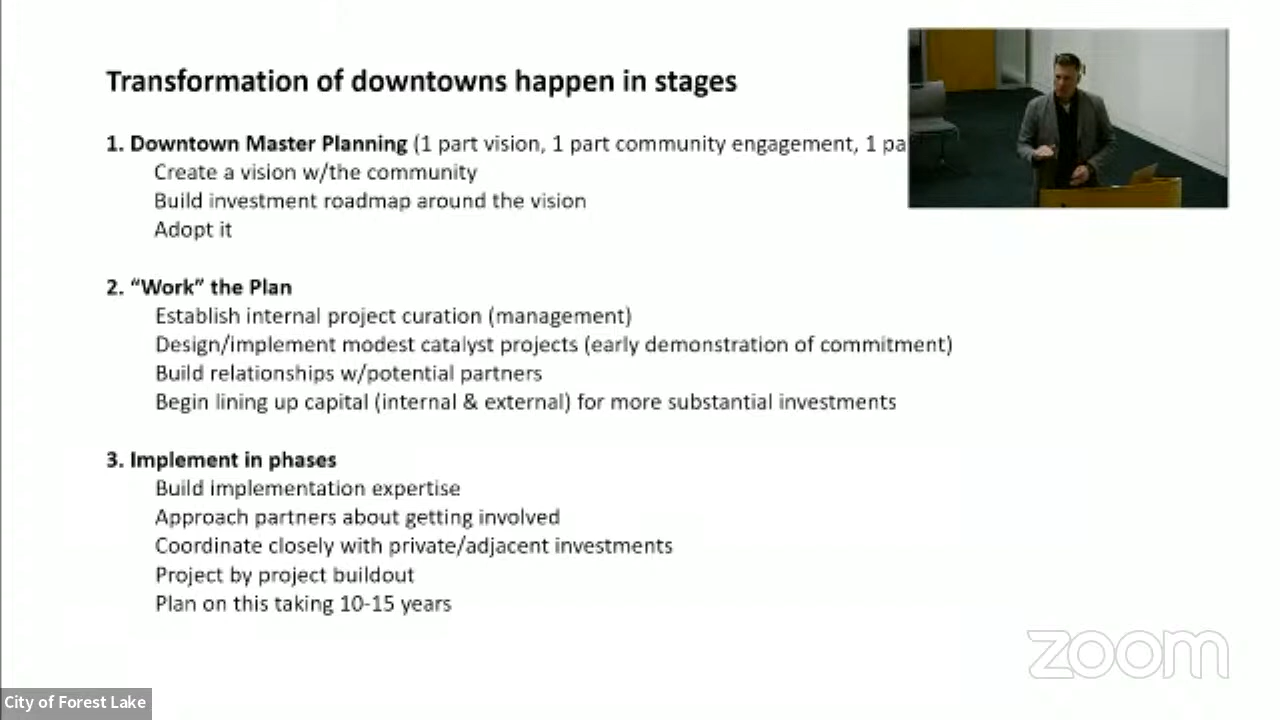 Transformation of downtowns happen in stages
1. Downtown Master Planning (1 part vision, 1 part community engagement, 1
Create a vision w/the community
Build investment roadmap around the vision
Adopt it
2. “Work” the Plan
Establish internal project curation (management)
Design/implement modest catalyst projects (early demonstration of commitment)
Build relationships w/potential partners
Begin lining up capital (internal & external) for more substantial investments
3. Implement in phases
Build implementation expertise
Approach partners about getting involved
Coordinate closely with private/adjacent investments
Project by project buildout
Plan on this taking 10-15 years
zoom
City of Forest Lake